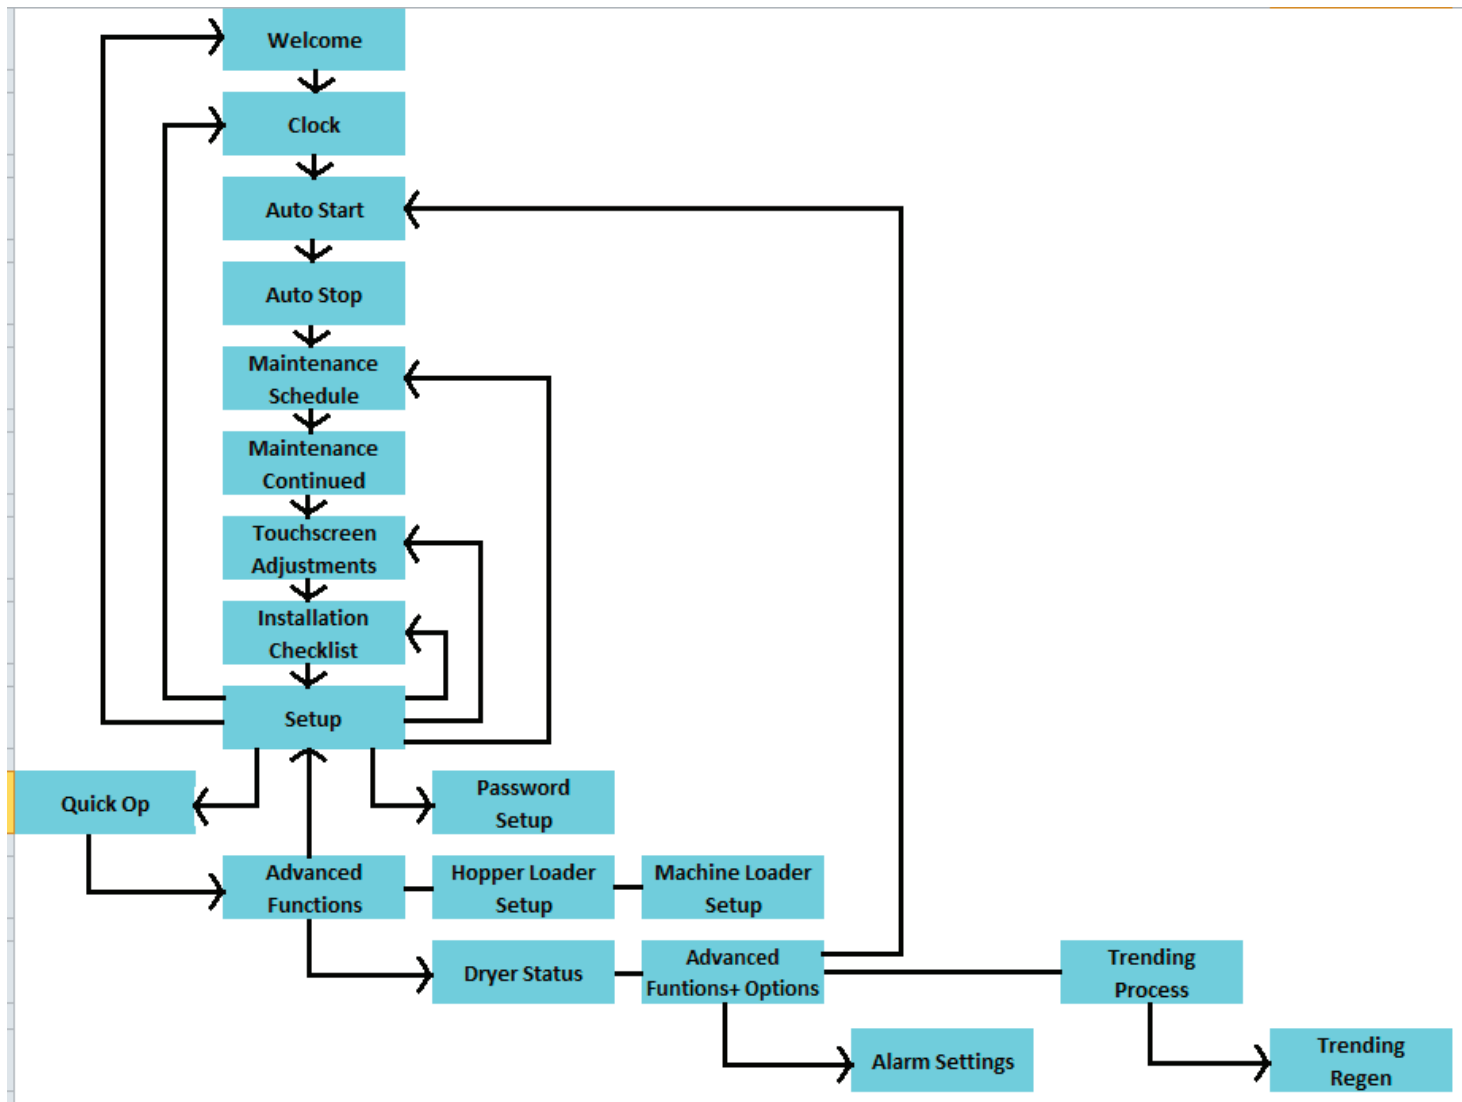 Welcome
Clock
Auto Start
Auto Stop
Maintenance
Schedule
Maintenance
Continued
Touchscreen
Adjustments
Installation
Checklist
Setup
Quick Op
Password
Setup
Advanced
Functions
Hopper Loader
Setup
Machine Loader
Setup
Dryer Status
Advanced
Funtions+ Options
Trending
Process
Alarm Settings
Trending
Regen